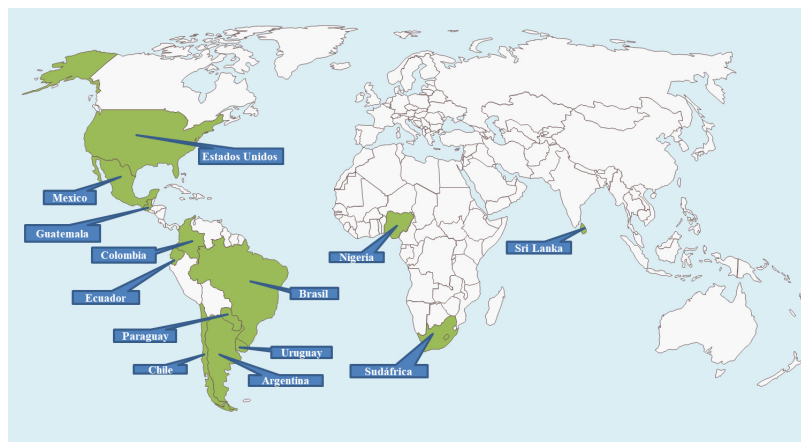 Estados Unidos
Mexico
Guatemala
Colombia
Nigeria
Sri Lanka
Ecuador
Brasil
Paraguay
Uruguay
Chile
Sudáfrica
Argentina